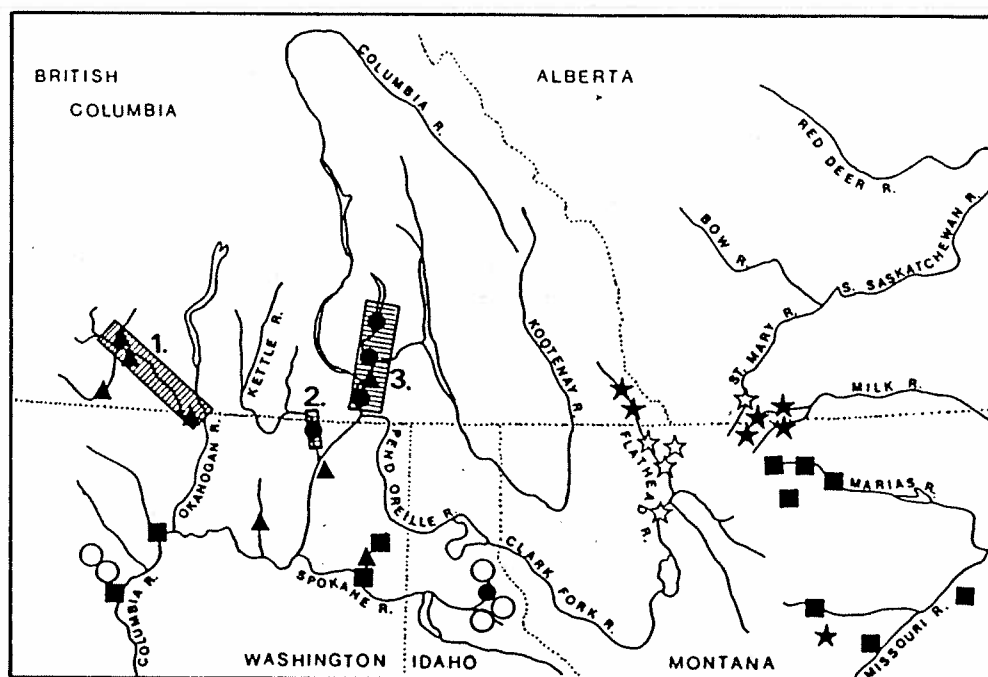 BRITISH
COLUMBIA
COLUMBIA R.
ALBERTA
RED DEER R.
BOW R.
S. SASKATCHEWAN R.
ST. MARY R.
MILK R.
KOOTENAY R.
KETTLE R.
1.
2.
3.
OKAHOGAN R.
PEND OREILLE R.
FLATHEAD R.
MARIAS R.
CLARK FORK R.
SPOKANE R.
COLUMBIA R.
MISSOURI R.
WASHINGTON
IDAHO
MONTANA